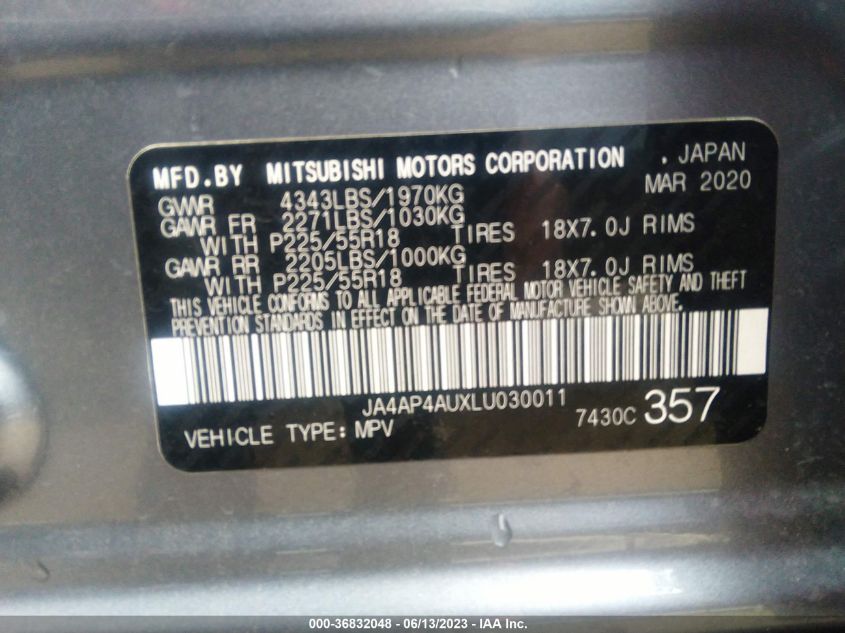 MFD.BY MITSUBISHI MOTORS CORPORATION . JAPAN
GVWR 4343LBS/1970KG MAR 2020
GAWR FR 2271LBS/1030KG
WITH P225/55R18 TIRES 18X7.0J RIMS
GAWR RR 2205LBS/1000KG
WITH P225/55R18 TIRES 18X7.0J RIMS
THIS VEHICLE CONFORMS TO ALL APPLICABLE FEDERAL MOTOR VEHICLE SAFETY AND THEFT
PREVENTION STANDARDS IN EFFECT ON THE DATE OF MANUFACTURE SHOWN ABOVE.
JA4AP4AUXLU030011
VEHICLE TYPE: MPV 7430C 357
000-36832048 - 06/13/2023 - IAA Inc.